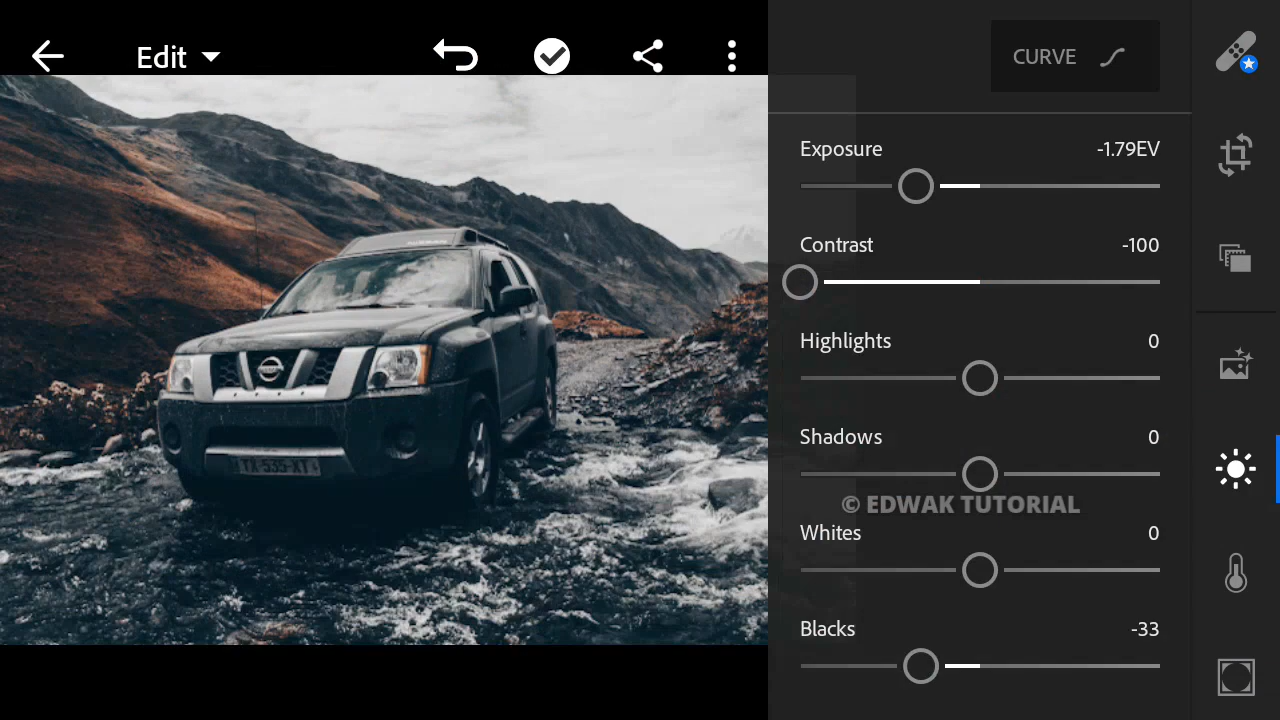 Edit
CURVE
Exposure -1.79EV
Contrast -100
Highlights 0
Shadows 0
© EDWAK TUTORIAL
Whites 0
Blacks -33